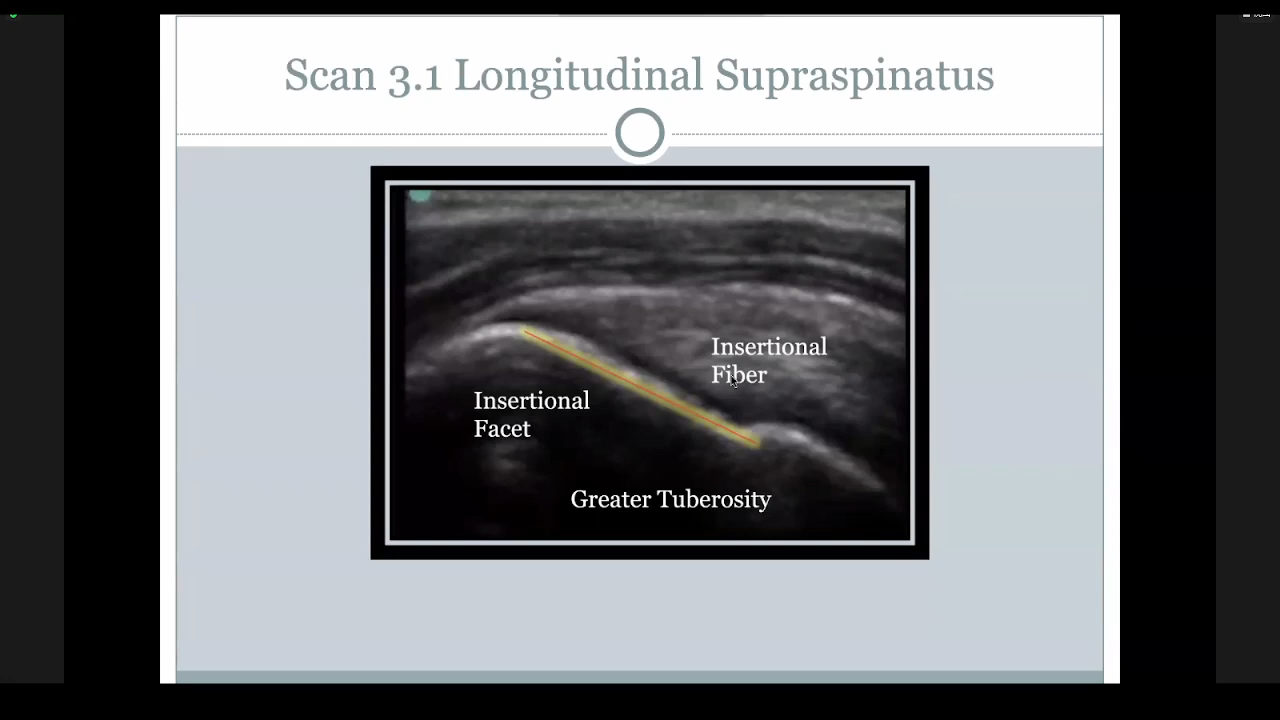 Scan 3.1 Longitudinal Supraspinatus
Insertional
Fiber
Insertional
Facet
Greater Tuberosity